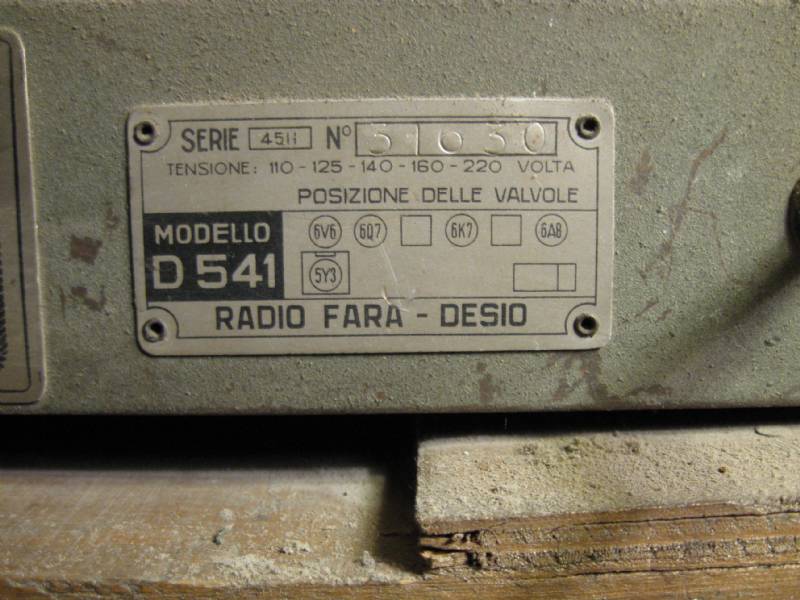 SERIE 4511 Nº 51630
TENSIONE: 110 - 125 - 140 - 160 - 220 VOLTA
POSIZIONE DELLE VALVOLE
MODELLO
D 541
6V6 6Q7 6K7 6A8
5Y3
RADIO FARA - DESIO